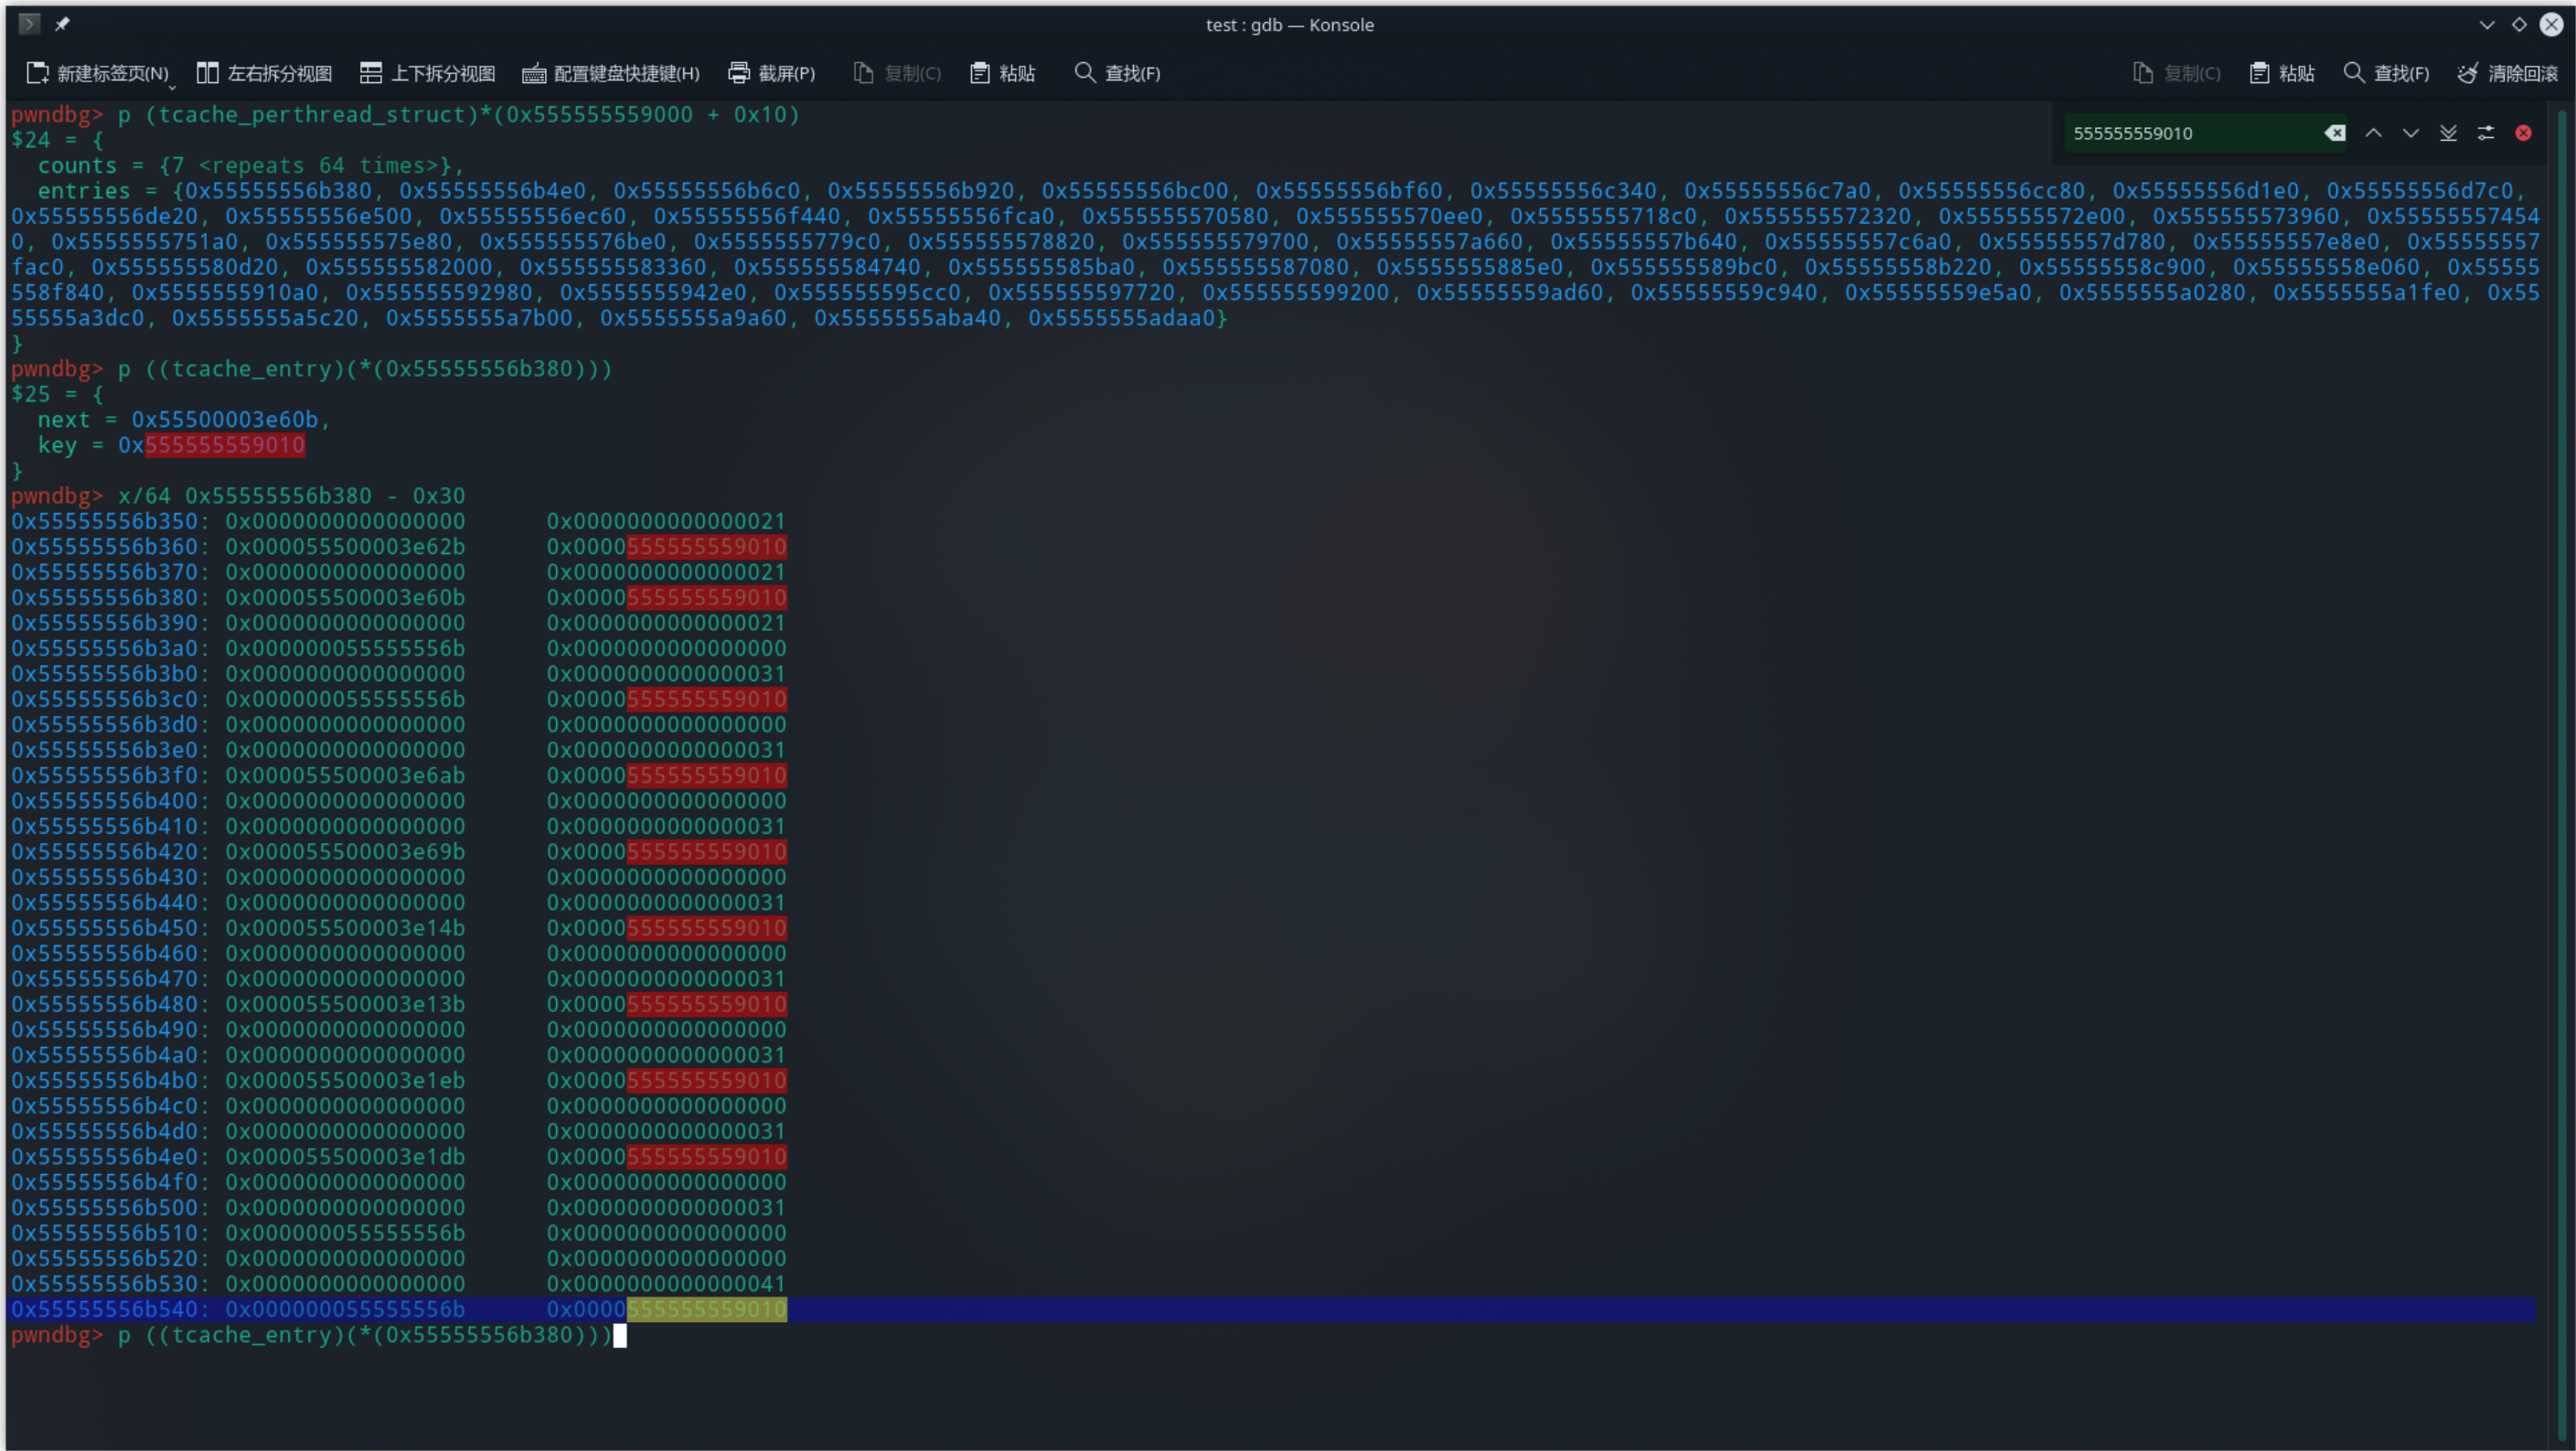 test : gdb — Konsole
新建标签页(N) 左右拆分视图 上下拆分视图 配置键盘快捷键(H) 截屏(P) 复制(C) 粘贴 查找(F) 复制(C) 粘贴 查找(F) 清除回滚
555555559010
pwndbg> p (tcache_perthread_struct)*(0x555555559000 + 0x10)
$24 = {
  counts = {7 <repeats 64 times>},
  entries = {0x55555556b380, 0x55555556b4e0, 0x55555556b6c0, 0x55555556b920, 0x55555556bc00, 0x55555556bf60, 0x55555556c340, 0x55555556c7a0, 0x55555556cc80, 0x55555556d1e0, 0x55555556d7c0,
0x55555556de20, 0x55555556e500, 0x55555556ec60, 0x55555556f440, 0x55555556fca0, 0x555555570580, 0x555555570ee0, 0x5555555718c0, 0x555555572320, 0x555555572e00, 0x555555573960, 0x55555557454
0, 0x5555555751a0, 0x555555575e80, 0x555555576be0, 0x5555555779c0, 0x555555578820, 0x555555579700, 0x55555557a660, 0x55555557b640, 0x55555557c6a0, 0x55555557d780, 0x55555557e8e0, 0x55555557
fac0, 0x555555580d20, 0x555555582000, 0x555555583360, 0x555555584740, 0x555555585ba0, 0x555555587080, 0x5555555885e0, 0x555555589bc0, 0x55555558b220, 0x55555558c900, 0x55555558e060, 0x55555
558f840, 0x5555555910a0, 0x555555592980, 0x5555555942e0, 0x555555595cc0, 0x555555597720, 0x555555599200, 0x55555559ad60, 0x55555559c940, 0x55555559e5a0, 0x5555555a0280, 0x5555555a1fe0, 0x55
5555a3dc0, 0x5555555a5c20, 0x5555555a7b00, 0x5555555a9a60, 0x5555555aba40, 0x5555555adaa0}
}
pwndbg> p ((tcache_entry)(*(0x55555556b380)))
$25 = {
  next = 0x55500003e60b,
  key = 0x555555559010
}
pwndbg> x/64 0x55555556b380 - 0x30
0x55555556b350: 0x0000000000000000 0x0000000000000021
0x55555556b360: 0x000055500003e62b 0x0000555555559010
0x55555556b370: 0x0000000000000000 0x0000000000000021
0x55555556b380: 0x000055500003e60b 0x0000555555559010
0x55555556b390: 0x0000000000000000 0x0000000000000021
0x55555556b3a0: 0x000000055555556b 0x0000000000000000
0x55555556b3b0: 0x0000000000000000 0x0000000000000031
0x55555556b3c0: 0x000000055555556b 0x0000555555559010
0x55555556b3d0: 0x0000000000000000 0x0000000000000000
0x55555556b3e0: 0x0000000000000000 0x0000000000000031
0x55555556b3f0: 0x000055500003e6ab 0x0000555555559010
0x55555556b400: 0x0000000000000000 0x0000000000000000
0x55555556b410: 0x0000000000000000 0x0000000000000031
0x55555556b420: 0x000055500003e69b 0x0000555555559010
0x55555556b430: 0x0000000000000000 0x0000000000000000
0x55555556b440: 0x0000000000000000 0x0000000000000031
0x55555556b450: 0x000055500003e14b 0x0000555555559010
0x55555556b460: 0x0000000000000000 0x0000000000000000
0x55555556b470: 0x0000000000000000 0x0000000000000031
0x55555556b480: 0x000055500003e13b 0x0000555555559010
0x55555556b490: 0x0000000000000000 0x0000000000000000
0x55555556b4a0: 0x0000000000000000 0x0000000000000031
0x55555556b4b0: 0x000055500003e1eb 0x0000555555559010
0x55555556b4c0: 0x0000000000000000 0x0000000000000000
0x55555556b4d0: 0x0000000000000000 0x0000000000000031
0x55555556b4e0: 0x000055500003e1db 0x0000555555559010
0x55555556b4f0: 0x0000000000000000 0x0000000000000000
0x55555556b500: 0x0000000000000000 0x0000000000000031
0x55555556b510: 0x000000055555556b 0x0000000000000000
0x55555556b520: 0x0000000000000000 0x0000000000000000
0x55555556b530: 0x0000000000000000 0x0000000000000041
0x55555556b540: 0x000000055555556b 0x0000555555559010
pwndbg> p ((tcache_entry)(*(0x55555556b380)))